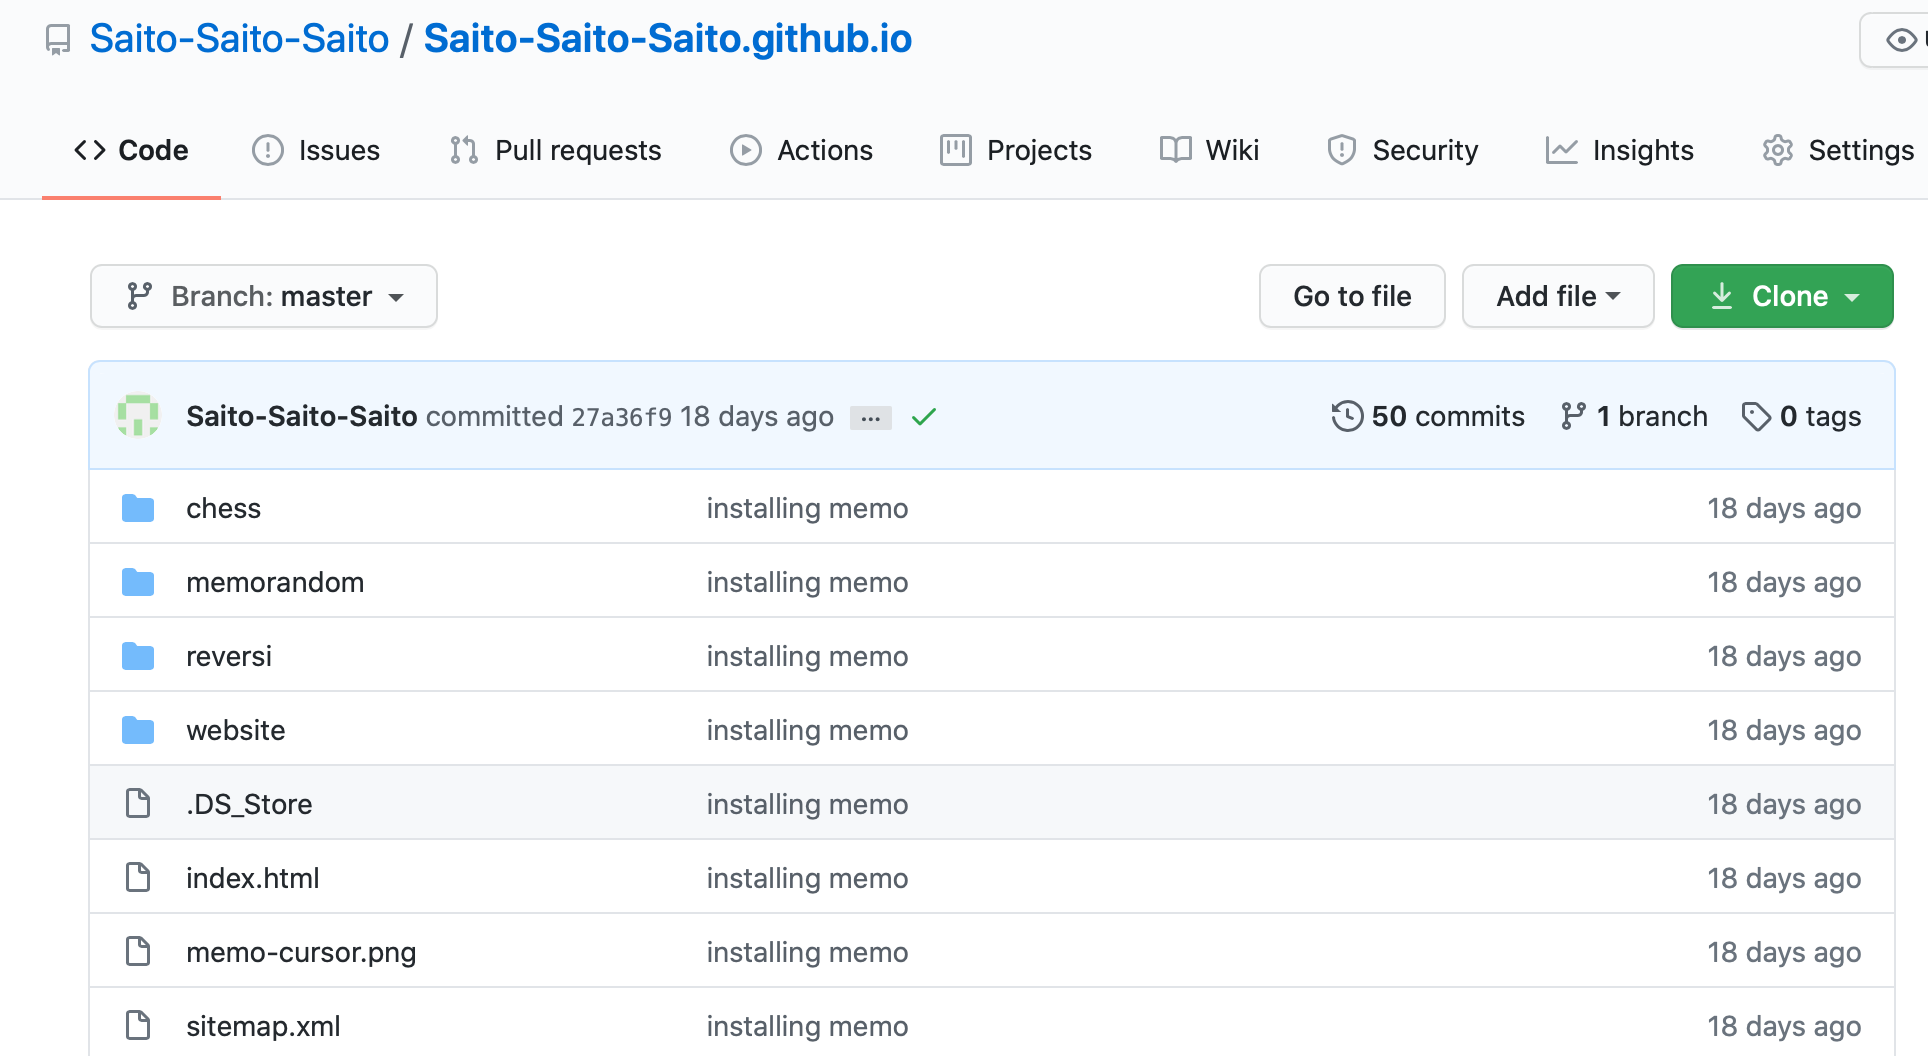 Saito-Saito-Saito / Saito-Saito-Saito.github.io
Code Issues Pull requests Actions Projects Wiki Security Insights Settings
Branch: master Go to file Add file Clone
Saito-Saito-Saito committed 27a36f9 18 days ago ... 50 commits 1 branch 0 tags
chess installing memo 18 days ago
memorandom installing memo 18 days ago
reversi installing memo 18 days ago
website installing memo 18 days ago
.DS_Store installing memo 18 days ago
index.html installing memo 18 days ago
memo-cursor.png installing memo 18 days ago
sitemap.xml installing memo 18 days ago